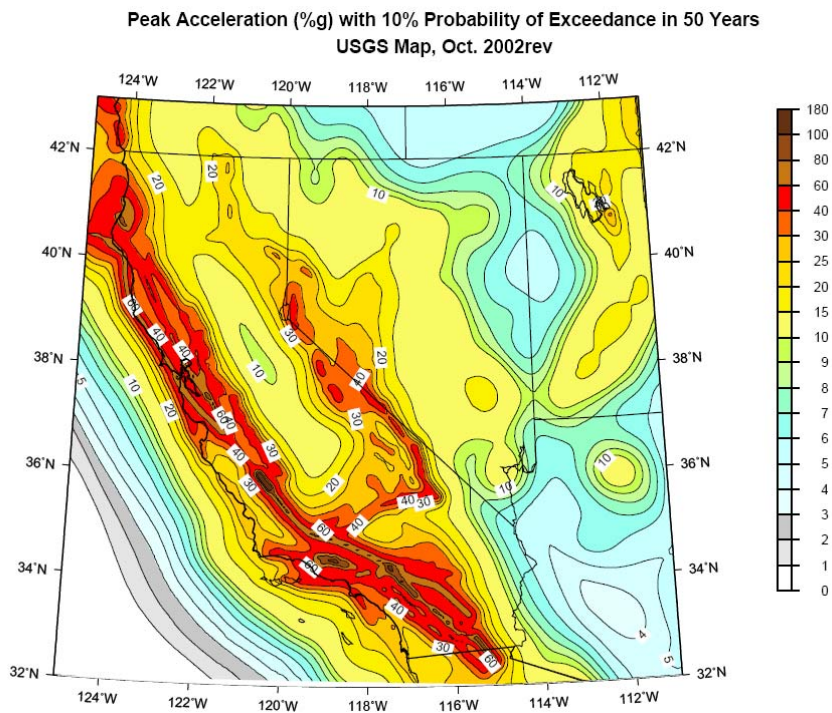 Peak Acceleration (%g) with 10% Probability of Exceedance in 50 Years
USGS Map, Oct. 2002rev
124°W 122°W 120°W 118°W 116°W 114°W 112°W
180
100
80
60
40
30
25
20
15
10
9
8
7
6
5
4
3
2
1
0
42°N 42°N
20 20 10 10
40°N 40°N
60 40 40 30 20
38°N 38°N
5 10 20 10 40
60 30
40 30
36°N 36°N
30 20 10 10
40 30
60 40
34°N 34°N
60
40
30 60 4
5
32°N 32°N
124°W 122°W 120°W 118°W 116°W 114°W 112°W